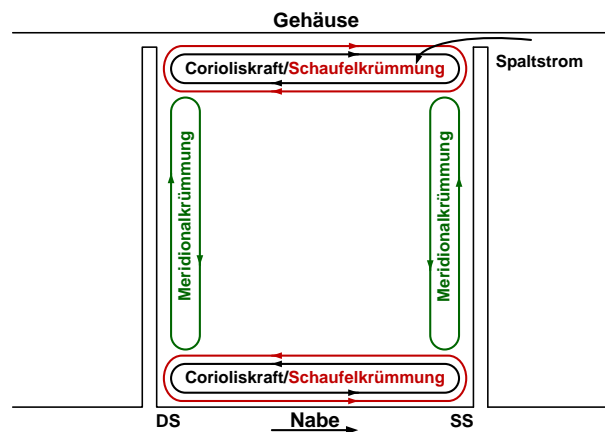 Gehäuse
Corioliskraft/Schaufelkrümmung
Spaltstrom
Meridionalkrümmung
Meridionalkrümmung
Corioliskraft/Schaufelkrümmung
DS
Nabe
SS